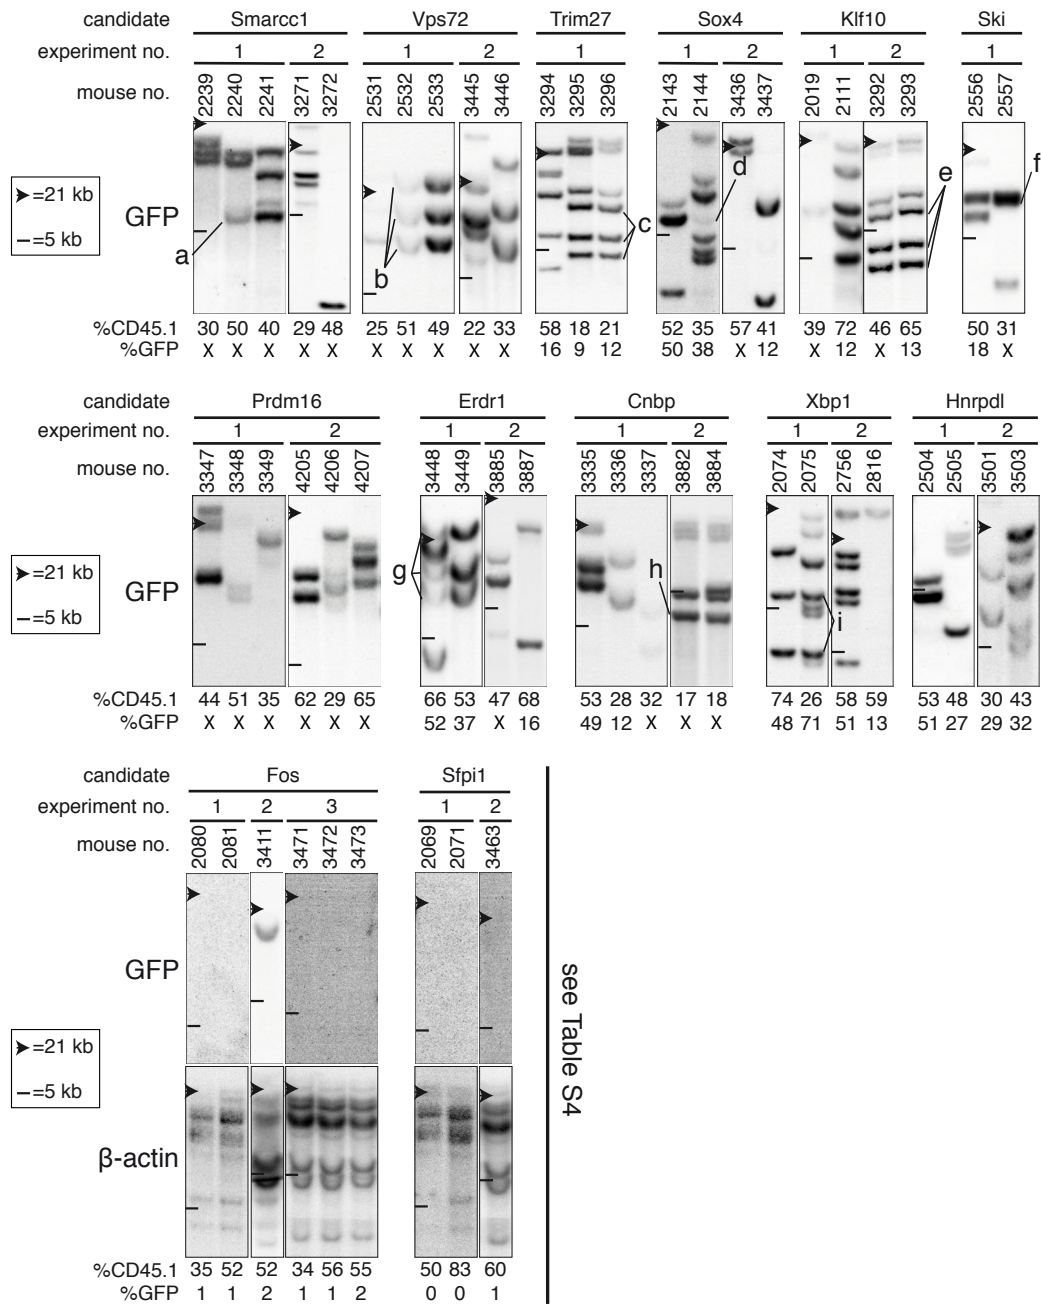 candidate Smarcc1 Vps72 Trim27 Sox4 Klf10 Ski
experiment no. 1 2 1 2 1 1 2 1 2 1
mouse no. 2239 2240 2241 3271 3272 2531 2532 2533 3445 3446 3294 3295 3296 2143 2144 3436 3437 2019 2111 3292 3293 2556 2557
=21 kb
–=5 kb
GFP
a b c d e f
%CD45.1 30 50 40 29 48 25 51 49 22 33 58 18 21 52 35 57 41 39 72 46 65 50 31
%GFP X X X X X X X X X X 16 9 12 50 38 X 12 X 12 X 13 18 X
candidate Prdm16 Erdr1 Cnbp Xbp1 Hnrpdl
experiment no. 1 2 1 2 1 2 1 2 1 2
mouse no. 3347 3348 3349 4205 4206 4207 3448 3449 3885 3887 3335 3336 3337 3882 3884 2074 2075 2756 2816 2504 2505 3501 3503
=21 kb
–=5 kb
GFP
g h i
%CD45.1 44 51 35 62 29 65 66 53 47 68 53 28 32 17 18 74 26 58 59 53 48 30 43
%GFP X X X X X X 52 37 X 16 49 12 X X X 48 71 51 13 51 27 29 32
candidate Fos Sfpi1
experiment no. 1 2 3 1 2
mouse no. 2080 2081 3411 3471 3472 3473 2069 2071 3463
GFP
=21 kb
–=5 kb
β-actin
%CD45.1 35 52 52 34 56 55 50 83 60
%GFP 1 1 2 1 1 2 0 0 1
see Table S4